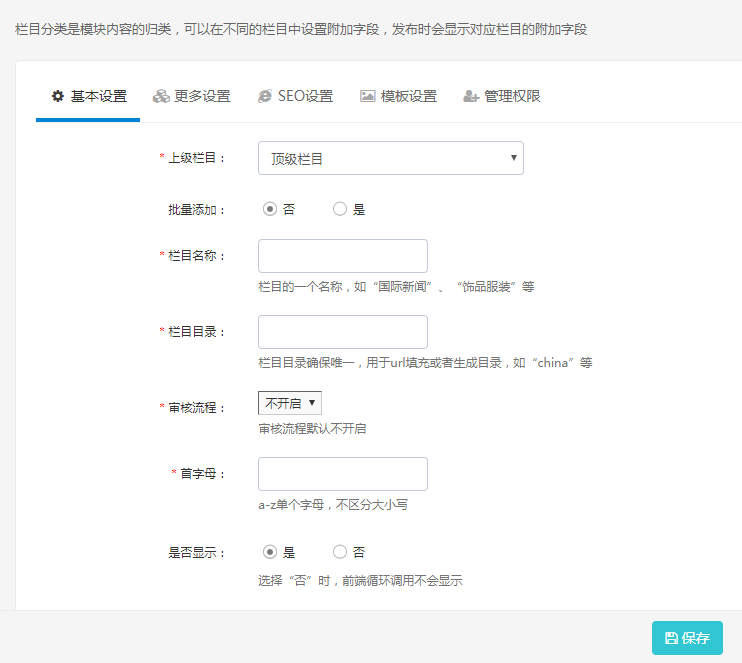 栏目分类是模块内容的归类，可以在不同的栏目中设置附加字段，发布时会显示对应栏目的附加字段
基本设置 更多设置 SEO设置 模板设置 管理权限
* 上级栏目： 顶级栏目
批量添加： 否 是
* 栏目名称：
栏目的一个名称，如“国际新闻”、“饰品服装”等
* 栏目目录：
栏目目录确保唯一，用于url填充或者生成目录，如“china”等
* 审核流程： 不开启
审核流程默认不开启
* 首字母：
a-z单个字母，不区分大小写
是否显示： 是 否
选择“否”时，前端循环调用不会显示
保存